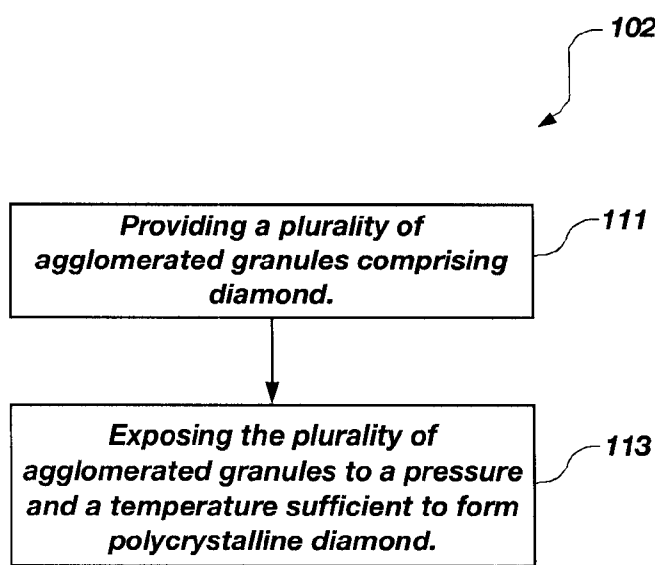 102
Providing a plurality of
agglomerated granules comprising
diamond.
111
Exposing the plurality of
agglomerated granules to a pressure
and a temperature sufficient to form
polycrystalline diamond.
113